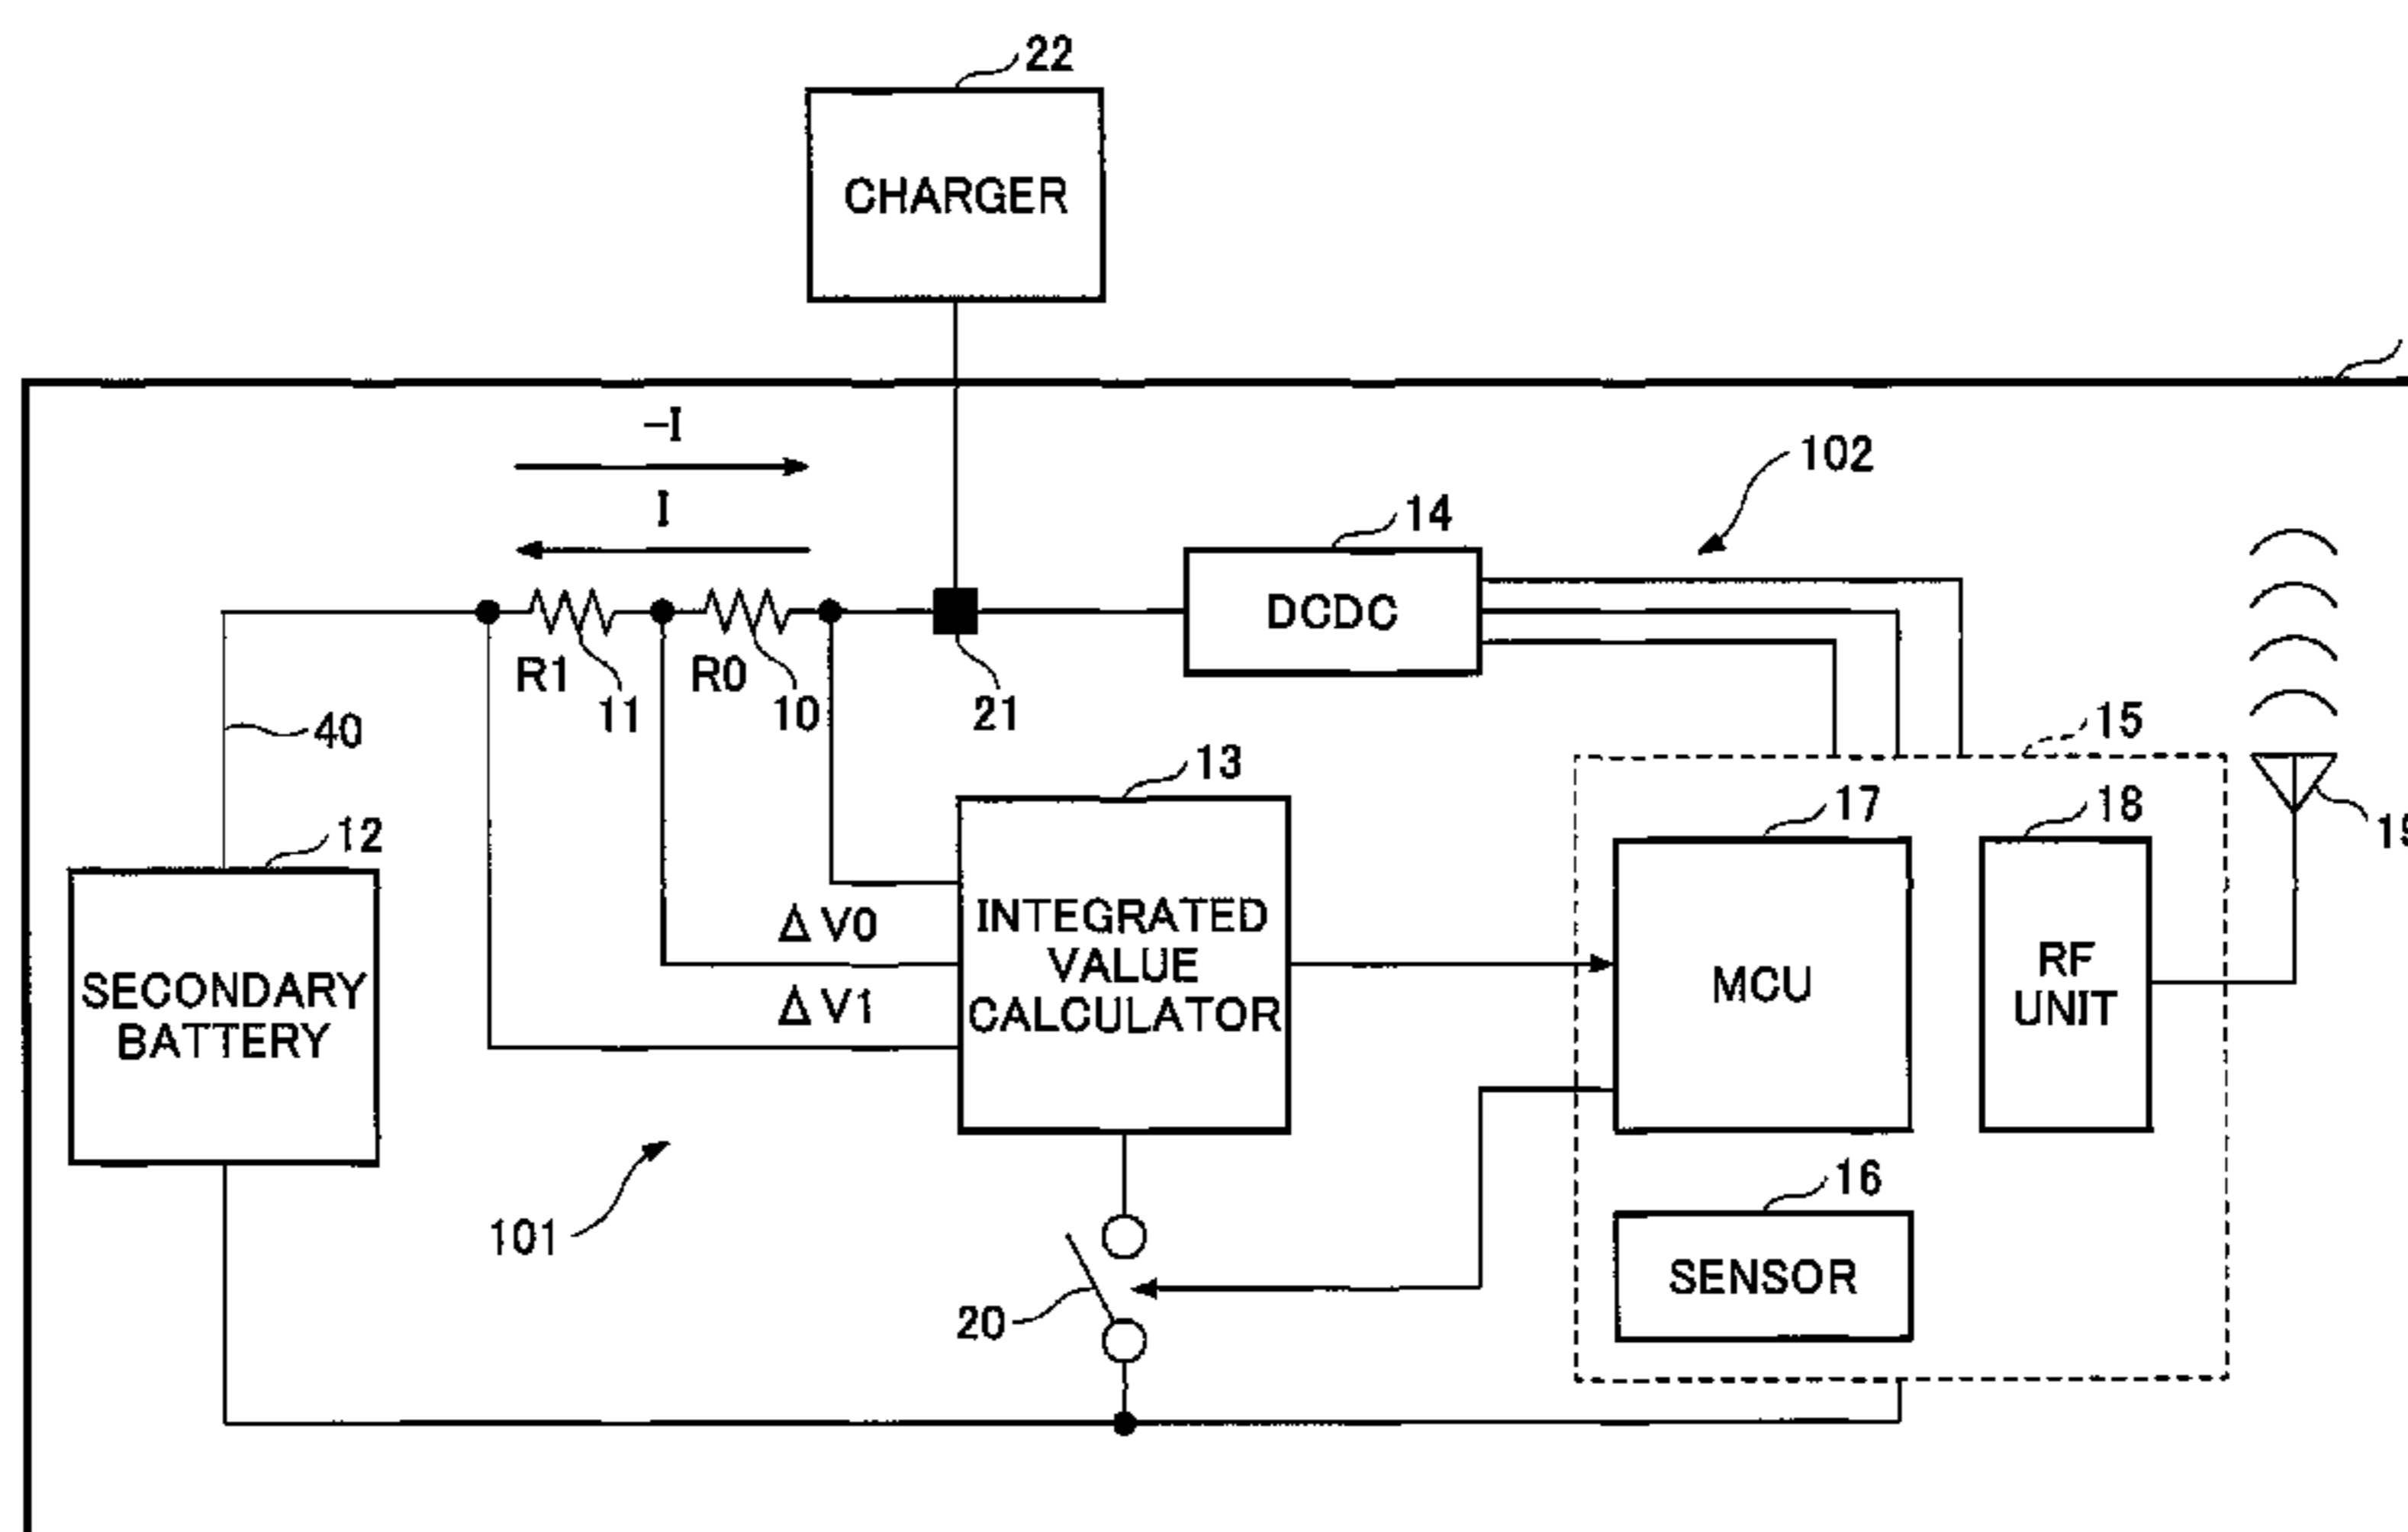 22
CHARGER
-I
I
102
14
DCDC
R1
11
R0
10
21
40
15
13
17
18
12
ΔV0
INTEGRATED
VALUE
CALCULATOR
ΔV1
SECONDARY
BATTERY
MCU
RF
UNIT
16
101
SENSOR
20